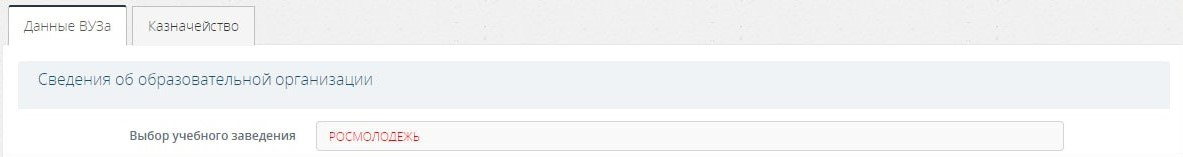 Данные ВУЗа Казначейство
Сведения об образовательной организации
Выбор учебного заведения РОСМОЛОДЕЖЬ